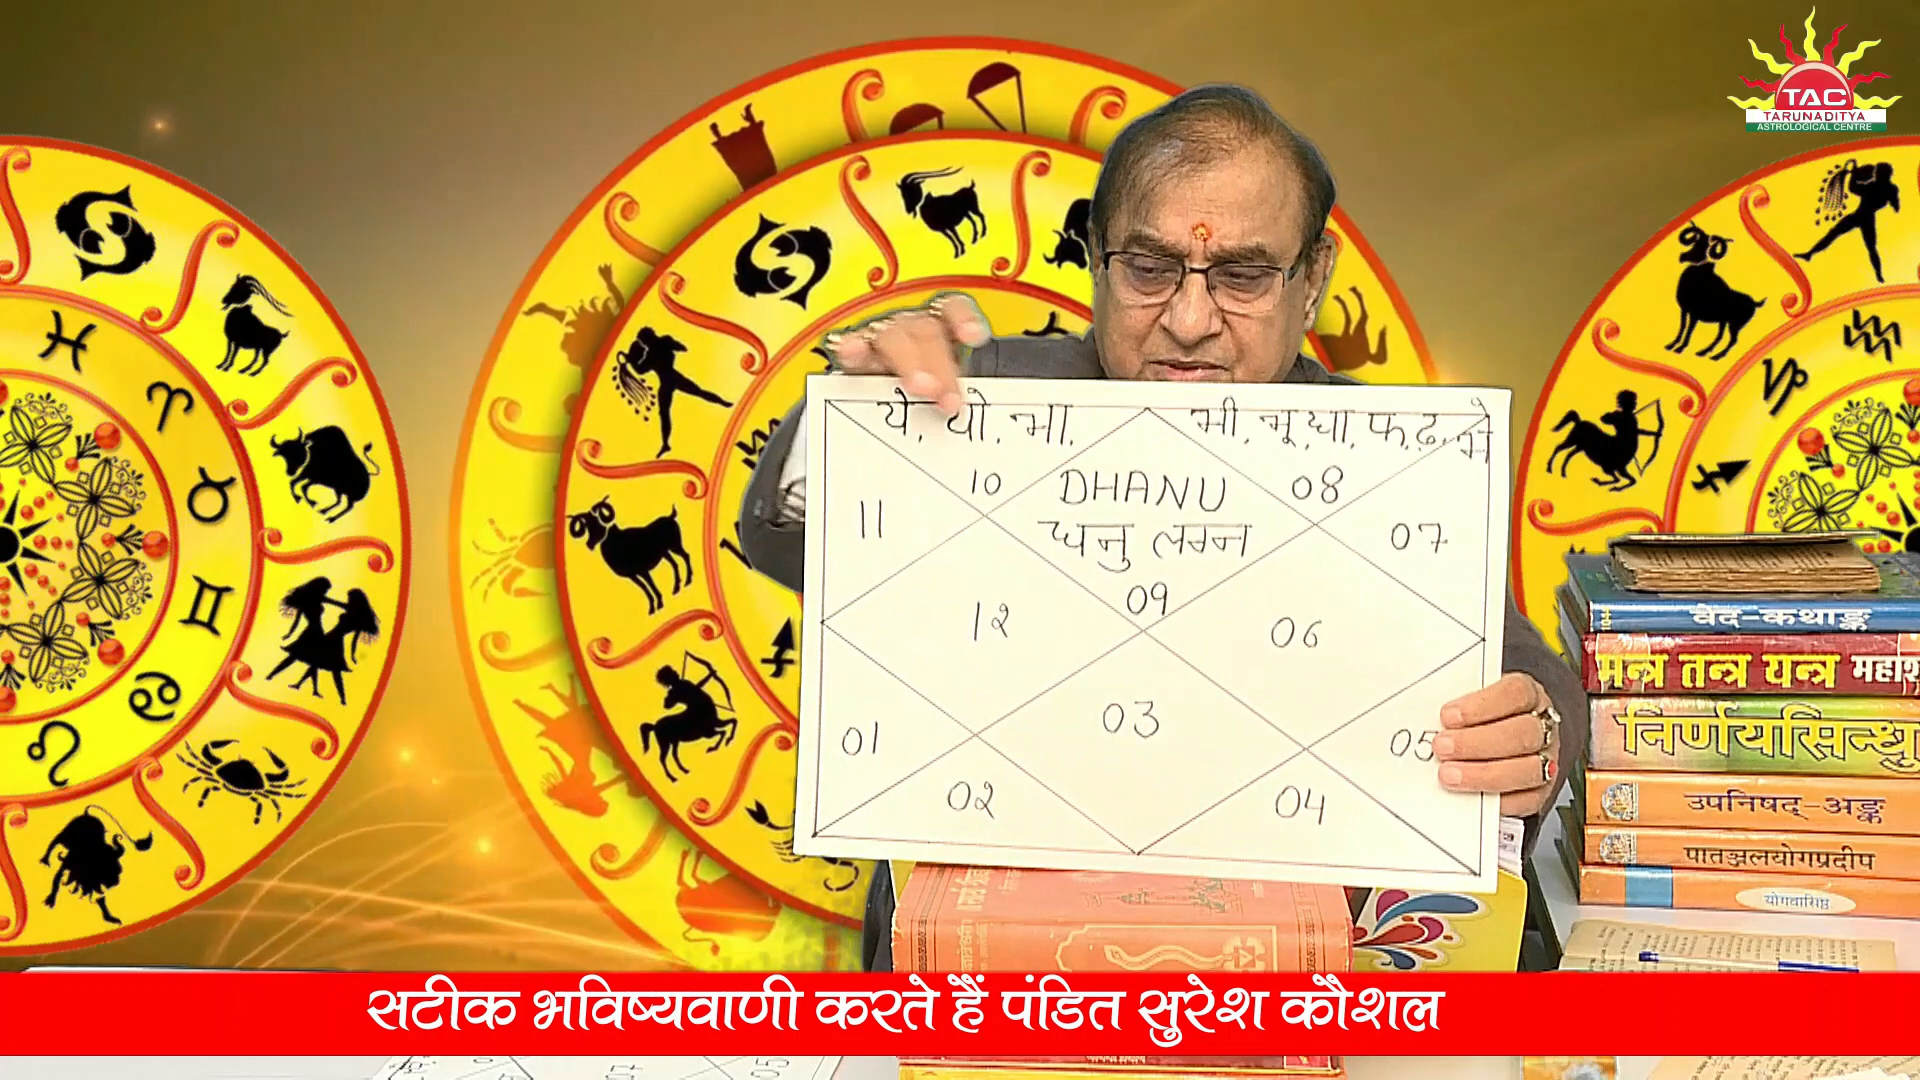 TAC
TARUNADITYA
ASTROLOGICAL CENTRE
ये. यो. भा.
भी. भू. धा. फ. ढ. भे
10
DHANU
08
11
धनु लग्न
07
09
12
06
03
01
05
02
04
वेद-कथाङ्क
मन्त्र तन्त्र यन्त्र
निर्णयसिन्धु
उपनिषद्-अङ्क
पातञ्जलयोगप्रदीप
योगवासिष्ठ
सटीक भविष्यवाणी करते हैं पंडित सुरेश कौशल